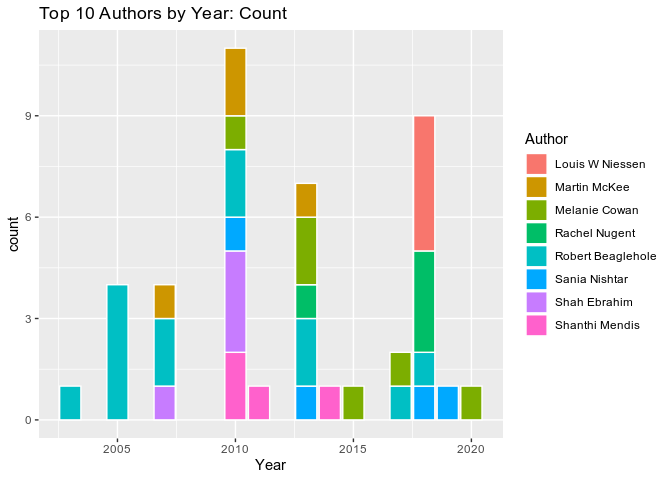 Top 10 Authors by Year: Count
count
9
6
3
0
2005
2010
2015
2020
Year
Author
Louis W Niessen
Martin McKee
Melanie Cowan
Rachel Nugent
Robert Beaglehole
Sania Nishtar
Shah Ebrahim
Shanthi Mendis